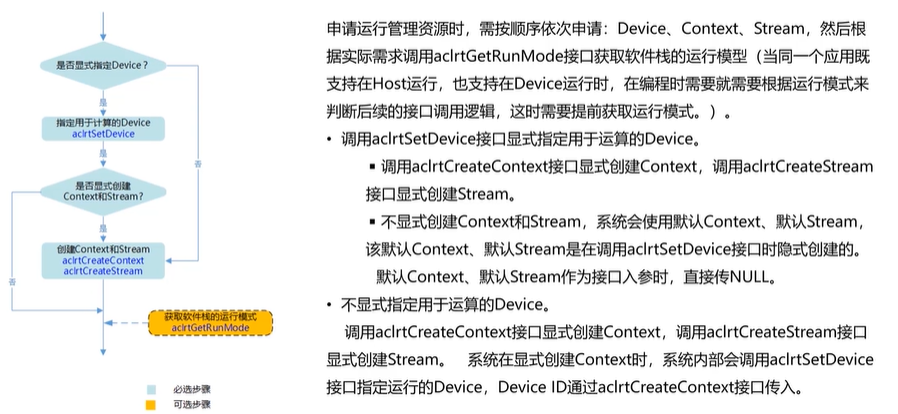 是否显式指定Device？
是
指定用于计算的Device
aclrtSetDevice
是
否
是否显式创建
Context和Stream？
是
创建Context和Stream
aclrtCreateContext
aclrtCreateStream
否
获取软件栈的运行模式
aclrtGetRunMode
必选步骤
可选步骤
申请运行管理资源时，需按顺序依次申请：Device、Context、Stream，然后根
据实际需求调用aclrtGetRunMode接口获取软件栈的运行模型（当同一个应用既
支持在Host运行，也支持在Device运行时，在编程时需要就需要根据运行模式来
判断后续的接口调用逻辑，这时需要提前获取运行模式。）。
• 调用aclrtSetDevice接口显式指定用于运算的Device。
▪ 调用aclrtCreateContext接口显式创建Context，调用aclrtCreateStream
接口显式创建Stream。
▪ 不显式创建Context和Stream，系统会使用默认Context、默认Stream，
该默认Context、默认Stream是在调用aclrtSetDevice接口时隐式创建的。
默认Context、默认Stream作为接口入参时，直接传NULL。
• 不显式指定用于运算的Device。
调用aclrtCreateContext接口显式创建Context，调用aclrtCreateStream接口
显式创建Stream。 系统在显式创建Context时，系统内部会调用aclrtSetDevice
接口指定运行的Device，Device ID通过aclrtCreateContext接口传入。